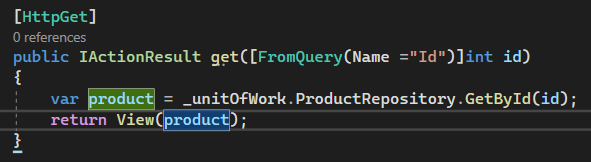 [HttpGet]
0 references
public IActionResult get([FromQuery(Name ="Id")]int id)
{
var product = _unitOfWork.ProductRepository.GetById(id);
return View(product);
}